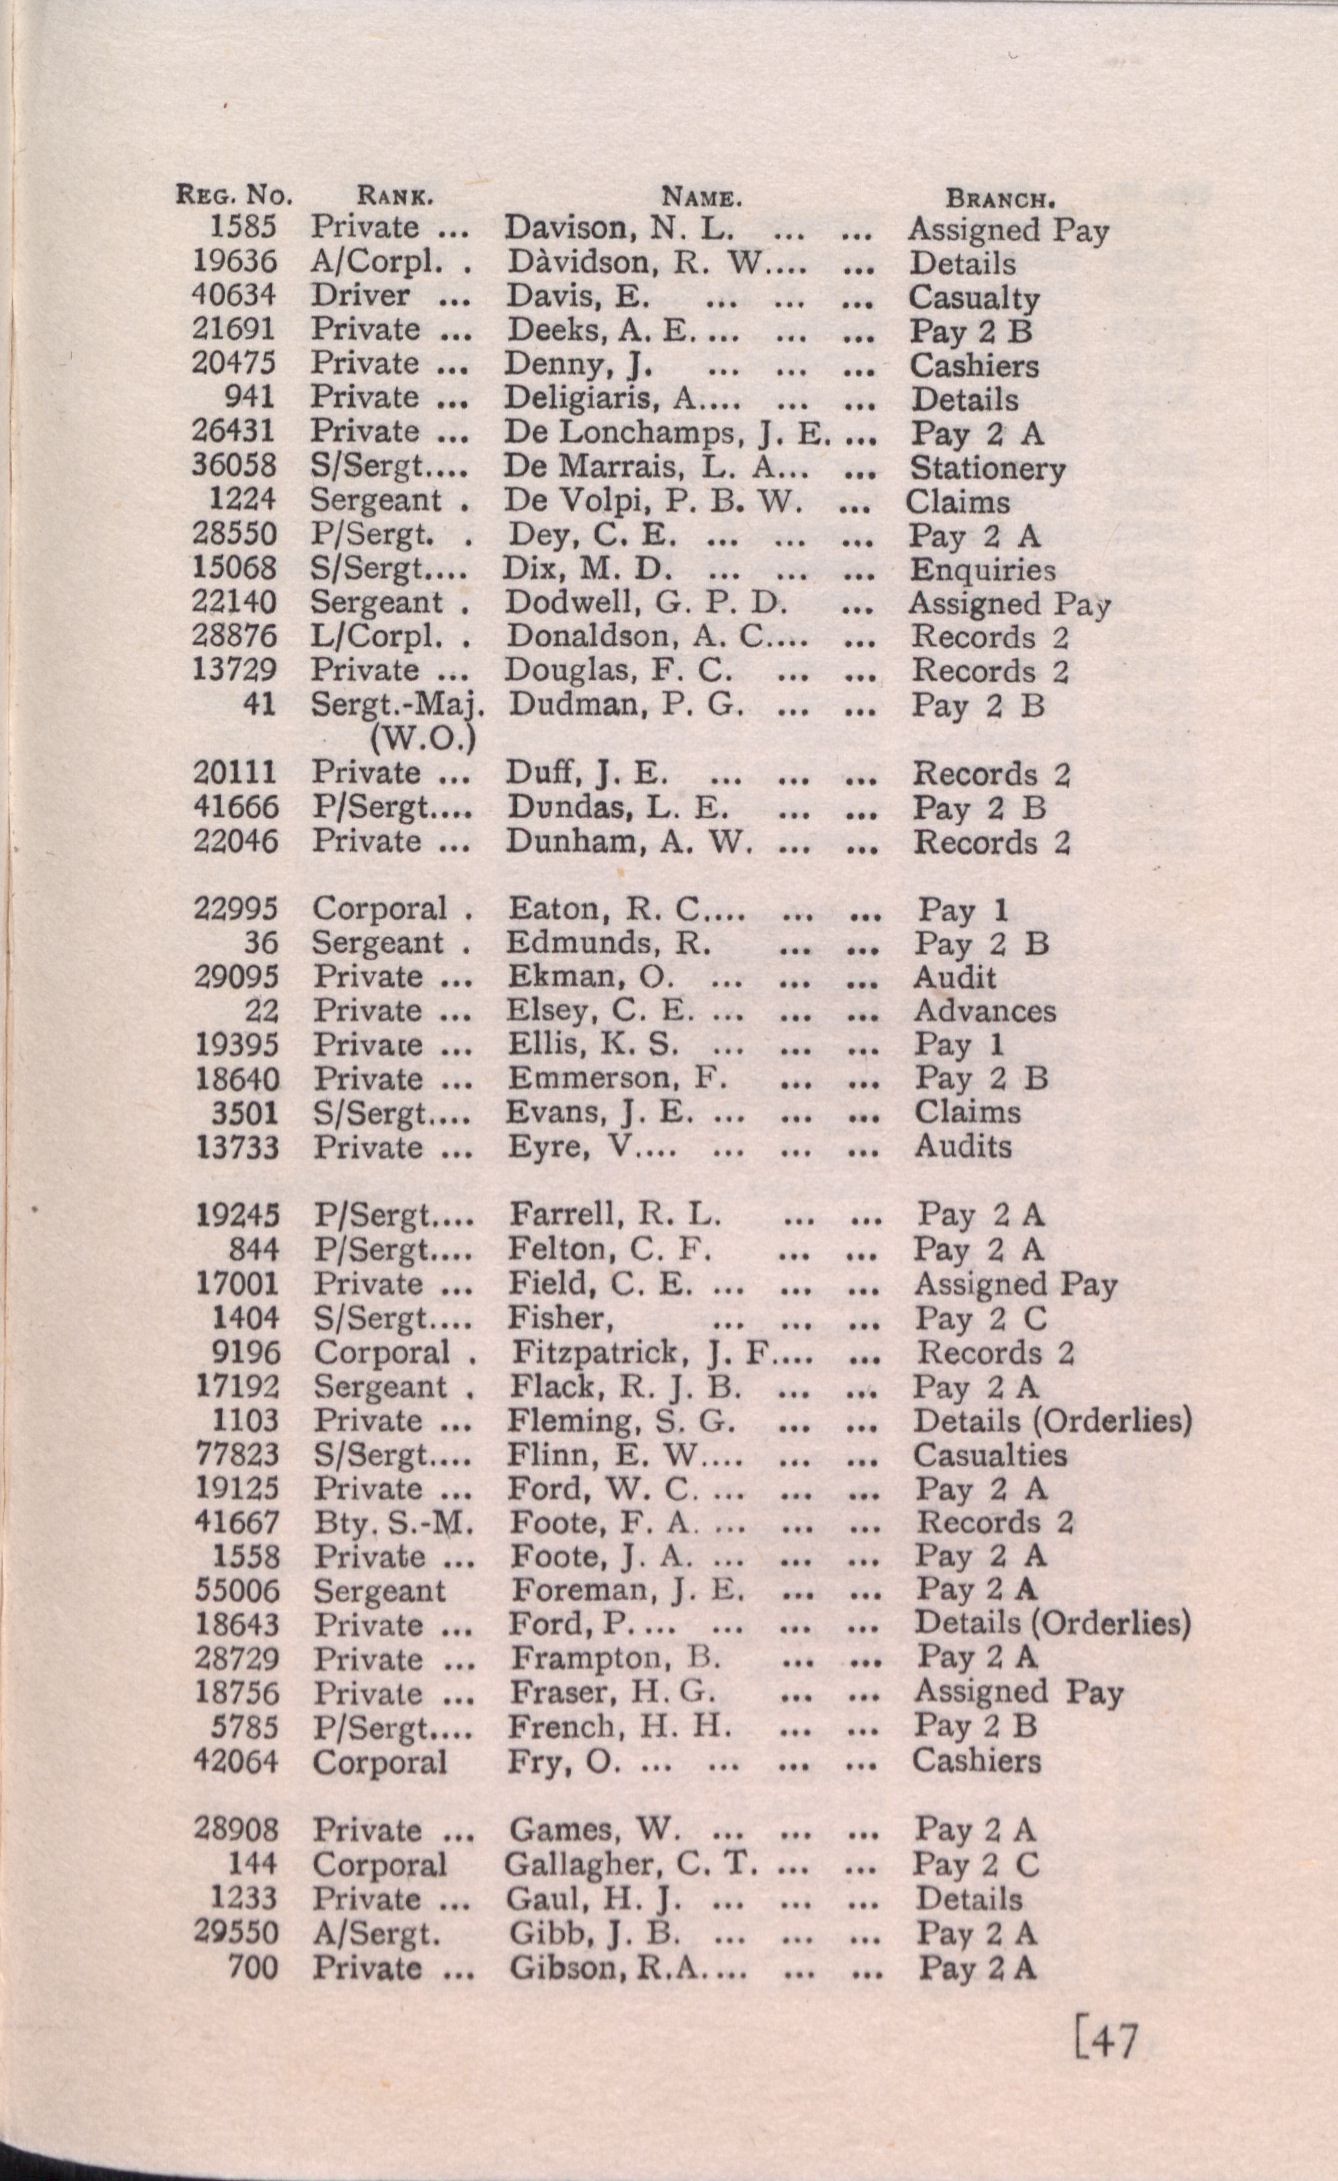 REG. NO. RANK. NAME. BRANCH.
1585 Private ... Davison, N. L. ... ... Assigned Pay
19636 A/Corpl. . Dàvidson, R. W.... ... Details
40634 Driver ... Davis, E. ... ... ... Casualty
21691 Private ... Deeks, A. E. ... ... ... Pay 2 B
20475 Private ... Denny, J. ... ... ... Cashiers
941 Private ... Deligiaris, A.... ... ... Details
26431 Private ... De Lonchamps, J. E. ... Pay 2 A
36058 S/Sergt.... De Marrais, L. A... ... Stationery
1224 Sergeant . De Volpi, P. B. W. ... Claims
28550 P/Sergt. . Dey, C. E. ... ... ... Pay 2 A
15068 S/Sergt.... Dix, M. D. ... ... ... Enquiries
22140 Sergeant . Dodwell, G. P. D. ... Assigned Pay
28876 L/Corpl. . Donaldson, A. C.... ... Records 2
13729 Private ... Douglas, F. C. ... ... Records 2
41 Sergt.-Maj. Dudman, P. G. ... ... Pay 2 B
(W.O.)
20111 Private ... Duff, J. E. ... ... ... Records 2
41666 P/Sergt.... Dundas, L. E. ... ... Pay 2 B
22046 Private ... Dunham, A. W. ... ... Records 2
22995 Corporal . Eaton, R. C.... ... ... Pay 1
36 Sergeant . Edmunds, R. ... ... Pay 2 B
29095 Private ... Ekman, O. ... ... ... Audit
22 Private ... Elsey, C. E. ... ... ... Advances
19395 Private ... Ellis, K. S. ... ... ... Pay 1
18640 Private ... Emmerson, F. ... ... Pay 2 B
3501 S/Sergt.... Evans, J. E. ... ... ... Claims
13733 Private ... Eyre, V.... ... ... ... Audits
19245 P/Sergt.... Farrell, R. L. ... ... Pay 2 A
844 P/Sergt.... Felton, C. F. ... ... Pay 2 A
17001 Private ... Field, C. E. ... ... ... Assigned Pay
1404 S/Sergt.... Fisher, ... ... ... Pay 2 C
9196 Corporal . Fitzpatrick, J. F.... ... Records 2
17192 Sergeant . Flack, R. J. B. ... ... Pay 2 A
1103 Private ... Fleming, S. G. ... ... Details (Orderlies)
77823 S/Sergt.... Flinn, E. W.... ... ... Casualties
19125 Private ... Ford, W. C. ... ... ... Pay 2 A
41667 Bty. S.-M. Foote, F. A. ... ... ... Records 2
1558 Private ... Foote, J. A. ... ... ... Pay 2 A
55006 Sergeant Foreman, J. E. ... ... Pay 2 A
18643 Private ... Ford, P. ... ... ... ... Details (Orderlies)
28729 Private ... Frampton, B. ... ... Pay 2 A
18756 Private ... Fraser, H. G. ... ... Assigned Pay
5785 P/Sergt.... French, H. H. ... ... Pay 2 B
42064 Corporal Fry, O. ... ... ... ... Cashiers
28908 Private ... Games, W. ... ... ... Pay 2 A
144 Corporal Gallagher, C. T. ... ... Pay 2 C
1233 Private ... Gaul, H. J. ... ... ... Details
29550 A/Sergt. Gibb, J. B. ... ... ... Pay 2 A
700 Private ... Gibson, R.A.... ... ... Pay 2 A
[47